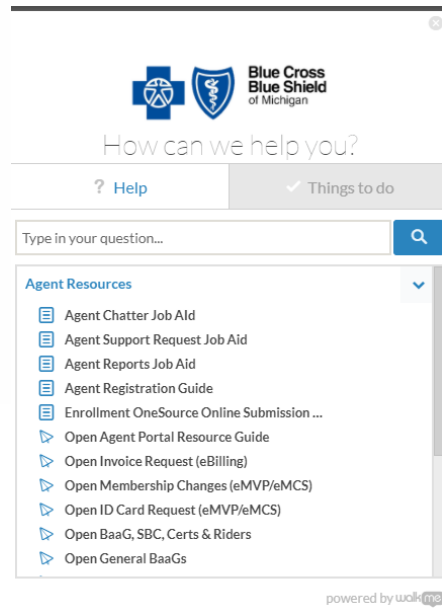 Blue Cross
Blue Shield
of Michigan
How can we help you?
? Help
Things to do
Type in your question...
Agent Resources
Agent Chatter Job AId
Agent Support Request Job Aid
Agent Reports Job Aid
Agent Registration Guide
Enrollment OneSource Online Submission ...
Open Agent Portal Resource Guide
Open Invoice Request (eBilling)
Open Membership Changes (eMVP/eMCS)
Open ID Card Request (eMVP/eMCS)
Open BaaG, SBC, Certs & Riders
Open General BaaGs
powered by walkme